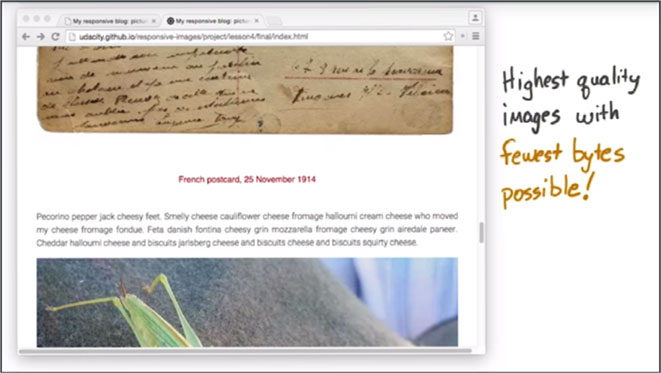 My responsive blog: pictu
My responsive blog: pictur
udacity.github.io/responsive-images/project/lesson4/final/index.html
French postcard, 25 November 1914
Pecorino pepper jack cheesy feet. Smelly cheese cauliflower cheese fromage halloumi cream cheese who moved
my cheese fromage fondue. Feta danish fontina cheesy grin mozzarella fromage cheesy grin airedale paneer.
Cheddar halloumi cheese and biscuits jarlsberg cheese and biscuits cheese and biscuits squirty cheese.
Highest quality
images with
fewest bytes
possible!